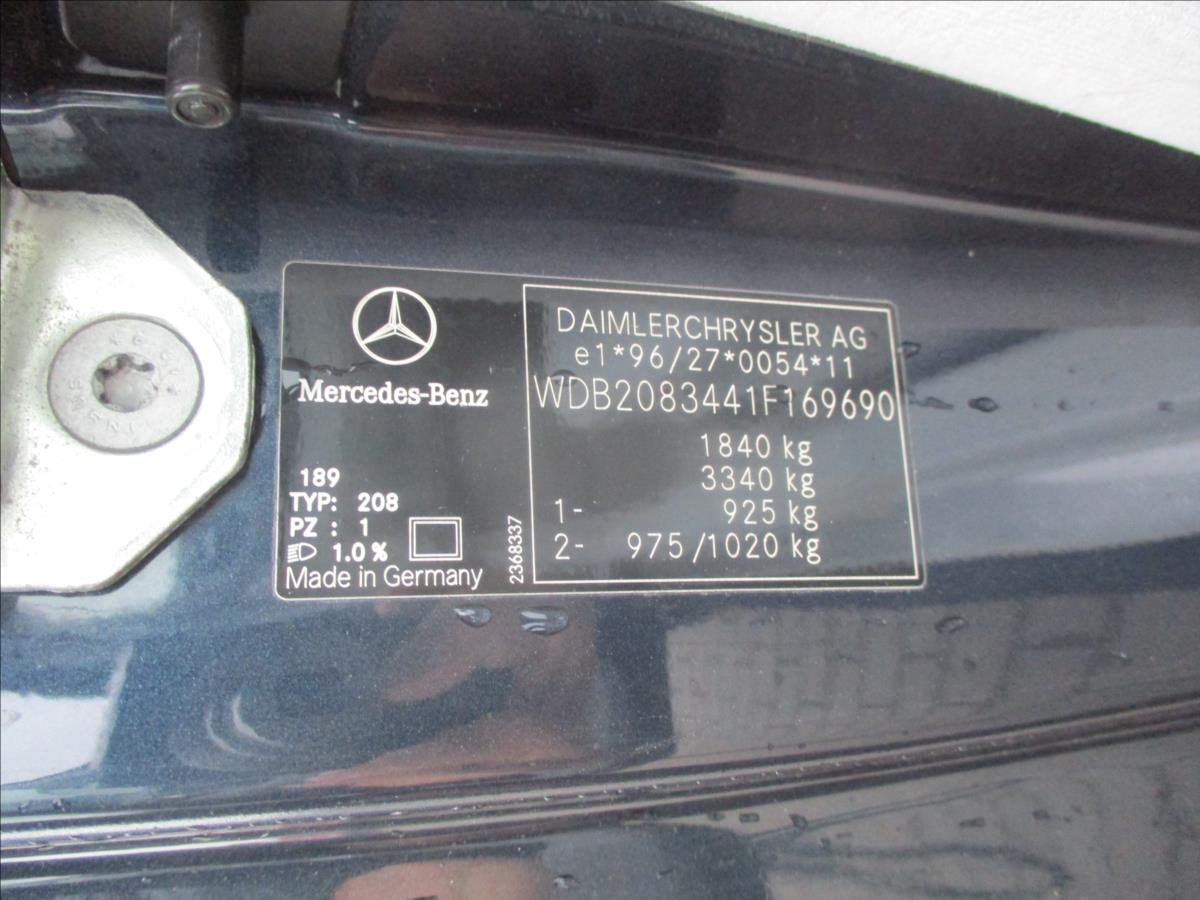 Mercedes-Benz
189
TYP: 208
PZ : 1
1.0 %
Made in Germany
2368337
DAIMLERCHRYSLER AG
e1*96/27*0054*11
WDB2083441F169690
1840 kg
3340 kg
1- 925 kg
2- 975/1020 kg